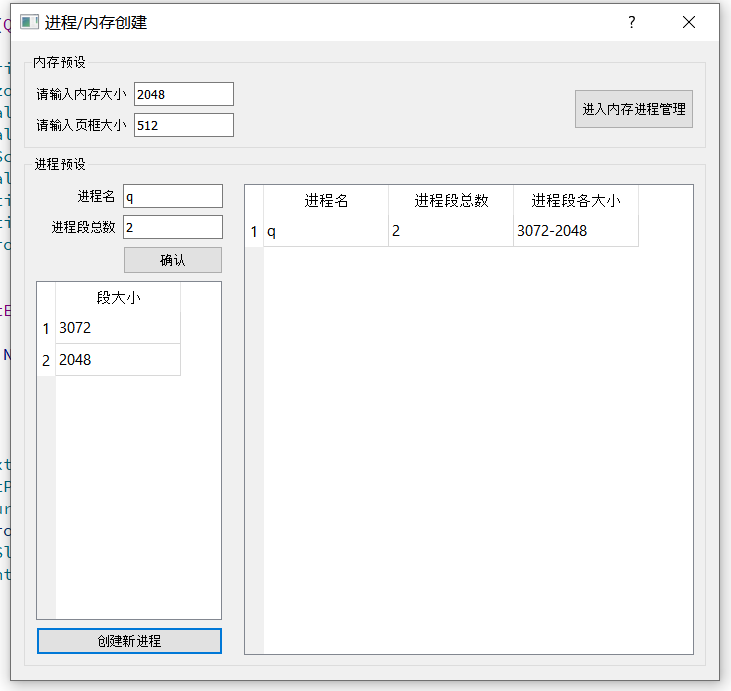 进程/内存创建
?
内存预设
请输入内存大小 2048
请输入页框大小 512
进入内存进程管理
进程预设
进程名 q
进程段总数 2
确认
段大小
1 3072
2 2048
创建新进程
进程名 进程段总数 进程段各大小
1 q 2 3072-2048